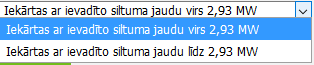 Iekārtas ar ievadīto siltuma jaudu virs 2,93 MW
Iekārtas ar ievadīto siltuma jaudu virs 2,93 MW
Iekārtas ar ievadīto siltuma jaudu līdz 2,93 MW